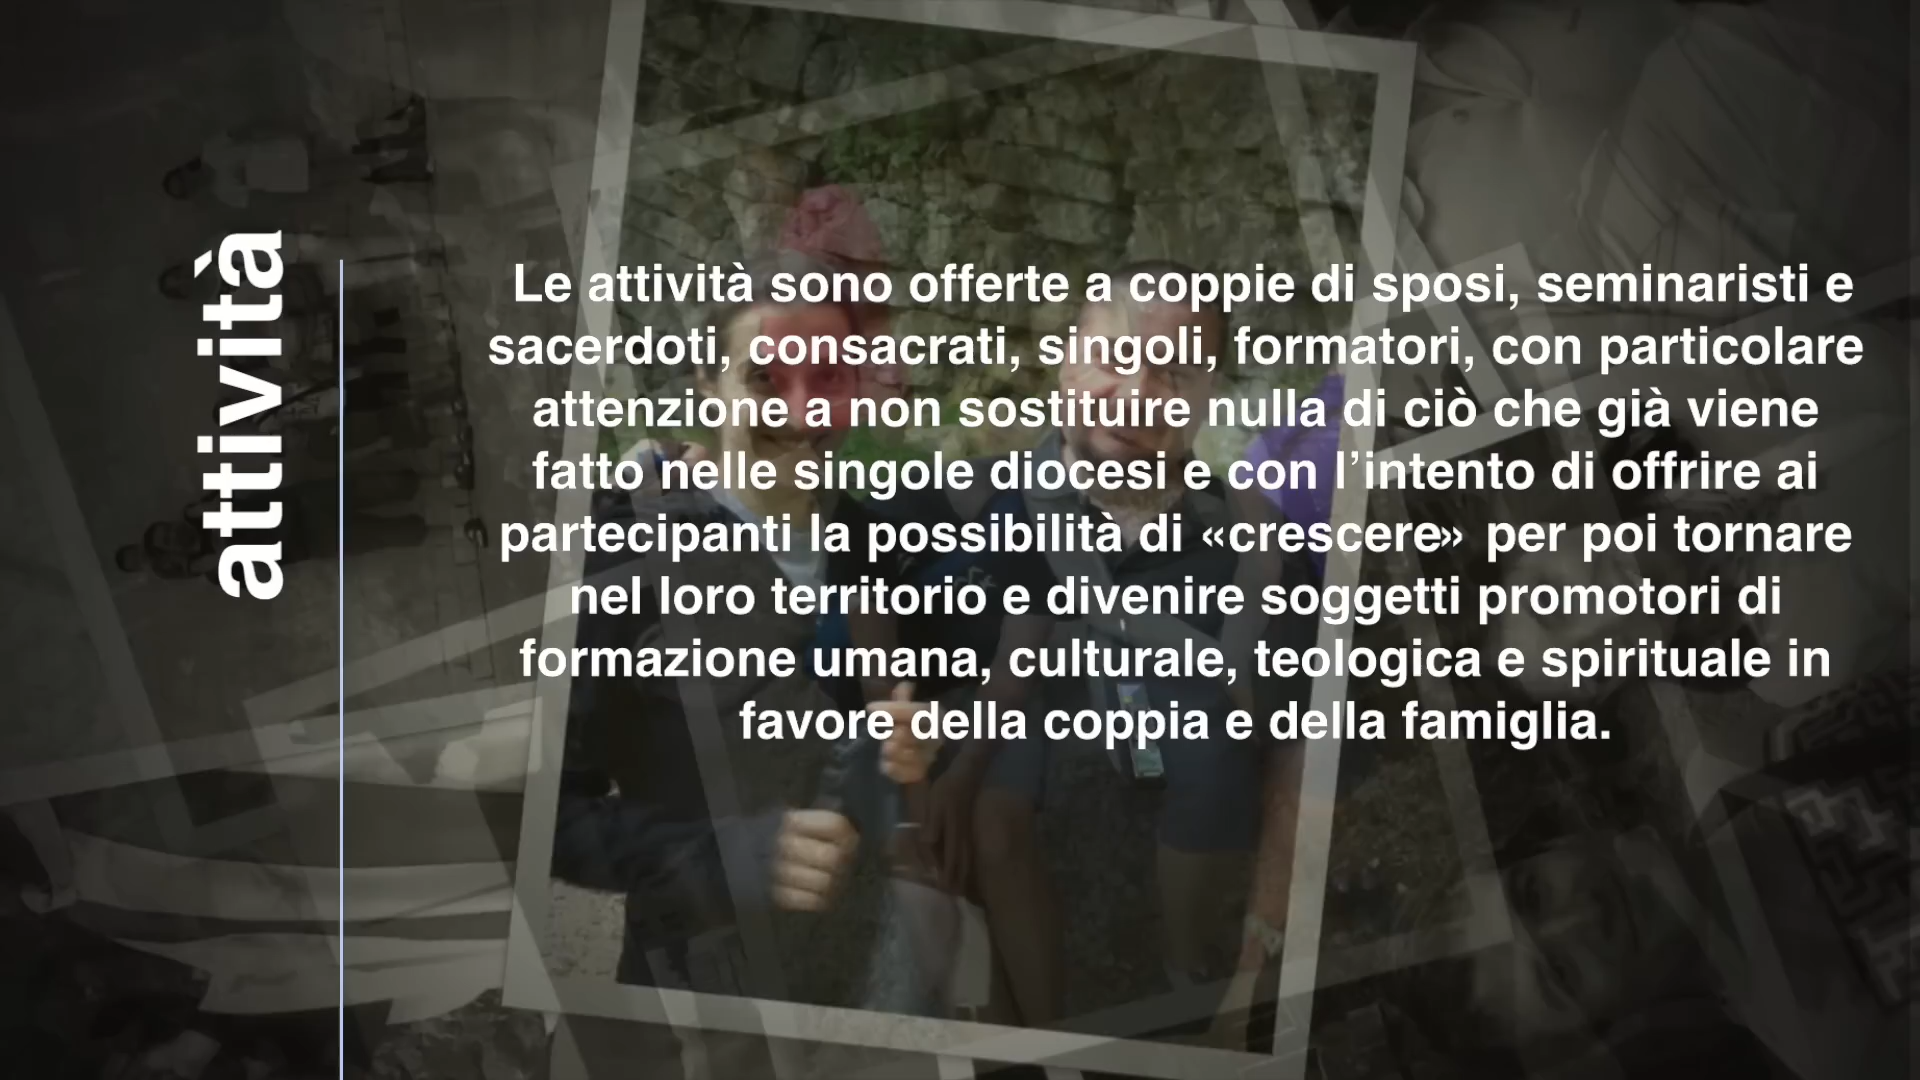 attività
Le attività sono offerte a coppie di sposi, seminaristi e
sacerdoti, consacrati, singoli, formatori, con particolare
attenzione a non sostituire nulla di ciò che già viene
fatto nelle singole diocesi e con l’intento di offrire ai
partecipanti la possibilità di «crescere» per poi tornare
nel loro territorio e divenire soggetti promotori di
formazione umana, culturale, teologica e spirituale in
favore della coppia e della famiglia.